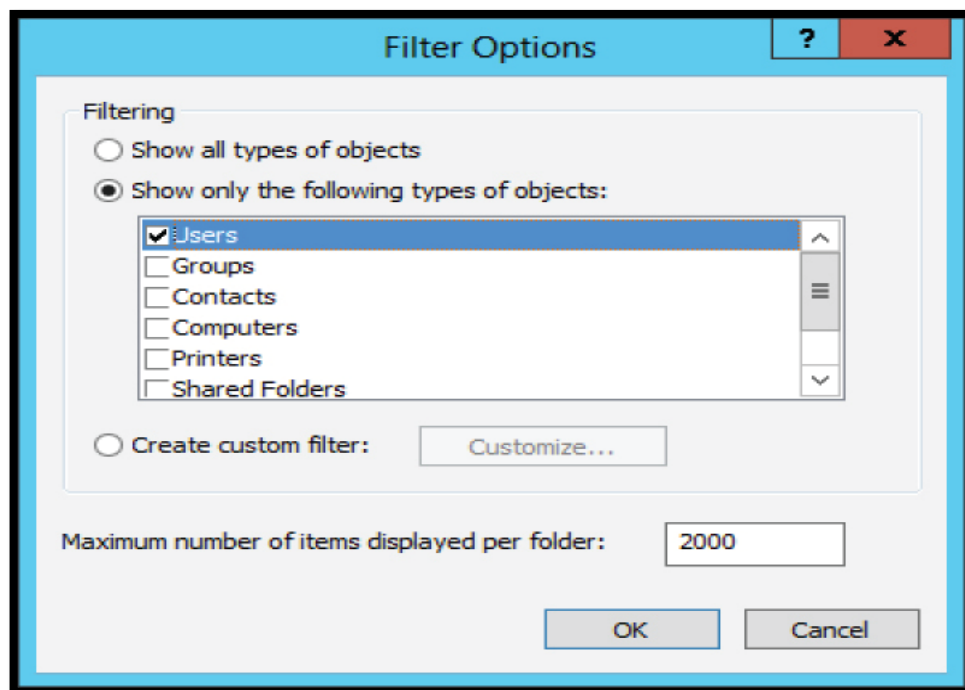 Filter Options
?
x
Filtering
Show all types of objects
Show only the following types of objects:
Users
Groups
Contacts
Computers
Printers
Shared Folders
Create custom filter:
Customize...
Maximum number of items displayed per folder:
2000
OK
Cancel